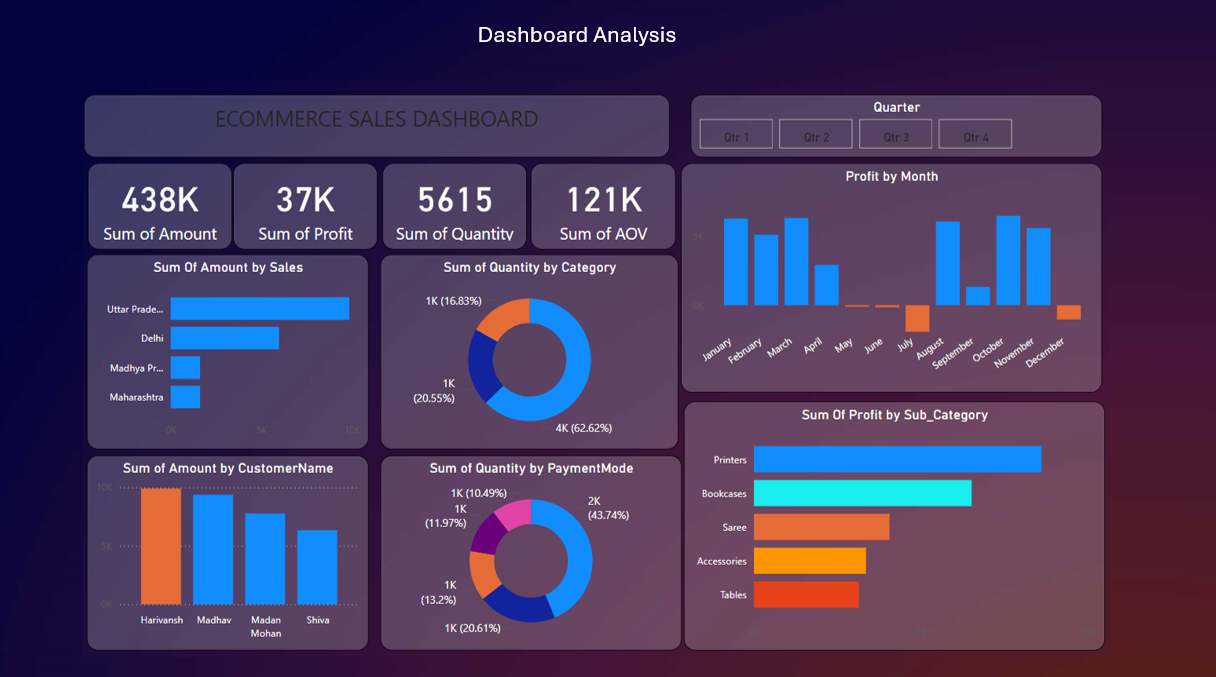 Dashboard Analysis
ECOMMERCE SALES DASHBOARD
Quarter
Qtr 1
Qtr 2
Qtr 3
Qtr 4
438K
Sum of Amount
37K
Sum of Profit
5615
Sum of Quantity
121K
Sum of AOV
Profit by Month
5K
0K
January
February
March
April
May
June
July
August
September
October
November
December
Sum Of Amount by Sales
Uttar Prade...
Delhi
Madhya Pr...
Maharashtra
0K
5K
10K
Sum of Quantity by Category
1K (16.83%)
1K
(20.55%)
4K (62.62%)
Sum of Amount by CustomerName
10K
5K
0K
Harivansh
Madhav
Madan
Mohan
Shiva
Sum of Quantity by PaymentMode
1K (10.49%)
1K
(11.97%)
1K
(13.2%)
1K (20.61%)
2K
(43.74%)
Sum Of Profit by Sub_Category
Printers
Bookcases
Saree
Accessories
Tables